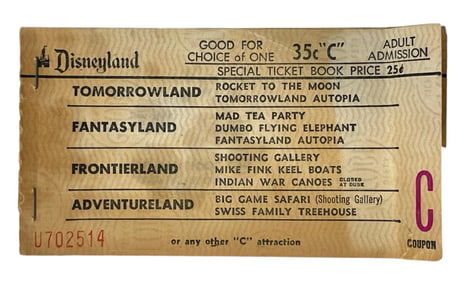 Disneyland
GOOD FOR
CHOICE of ONE
35¢ "C"
ADULT
ADMISSION
SPECIAL TICKET BOOK PRICE 25¢
TOMORROWLAND
ROCKET TO THE MOON
TOMORROWLAND AUTOPIA
FANTASYLAND
MAD TEA PARTY
DUMBO FLYING ELEPHANT
FANTASYLAND AUTOPIA
FRONTIERLAND
SHOOTING GALLERY
MIKE FINK KEEL BOATS
INDIAN WAR CANOES CLOSED AT DUSK
ADVENTURELAND
BIG GAME SAFARI (Shooting Gallery)
SWISS FAMILY TREEHOUSE
C
COUPON
U702514
or any other "C" attraction